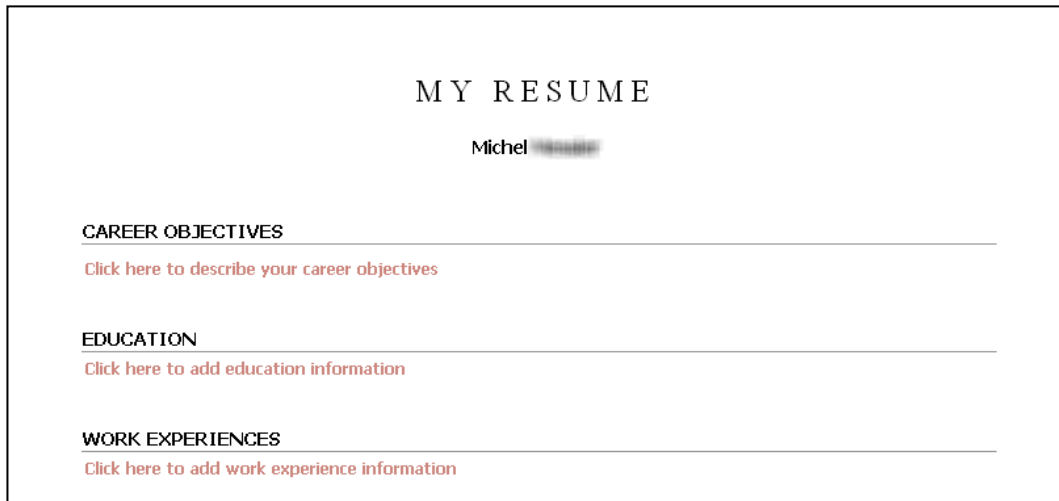 MY RESUME
Michel
CAREER OBJECTIVES
Click here to describe your career objectives
EDUCATION
Click here to add education information
WORK EXPERIENCES
Click here to add work experience information